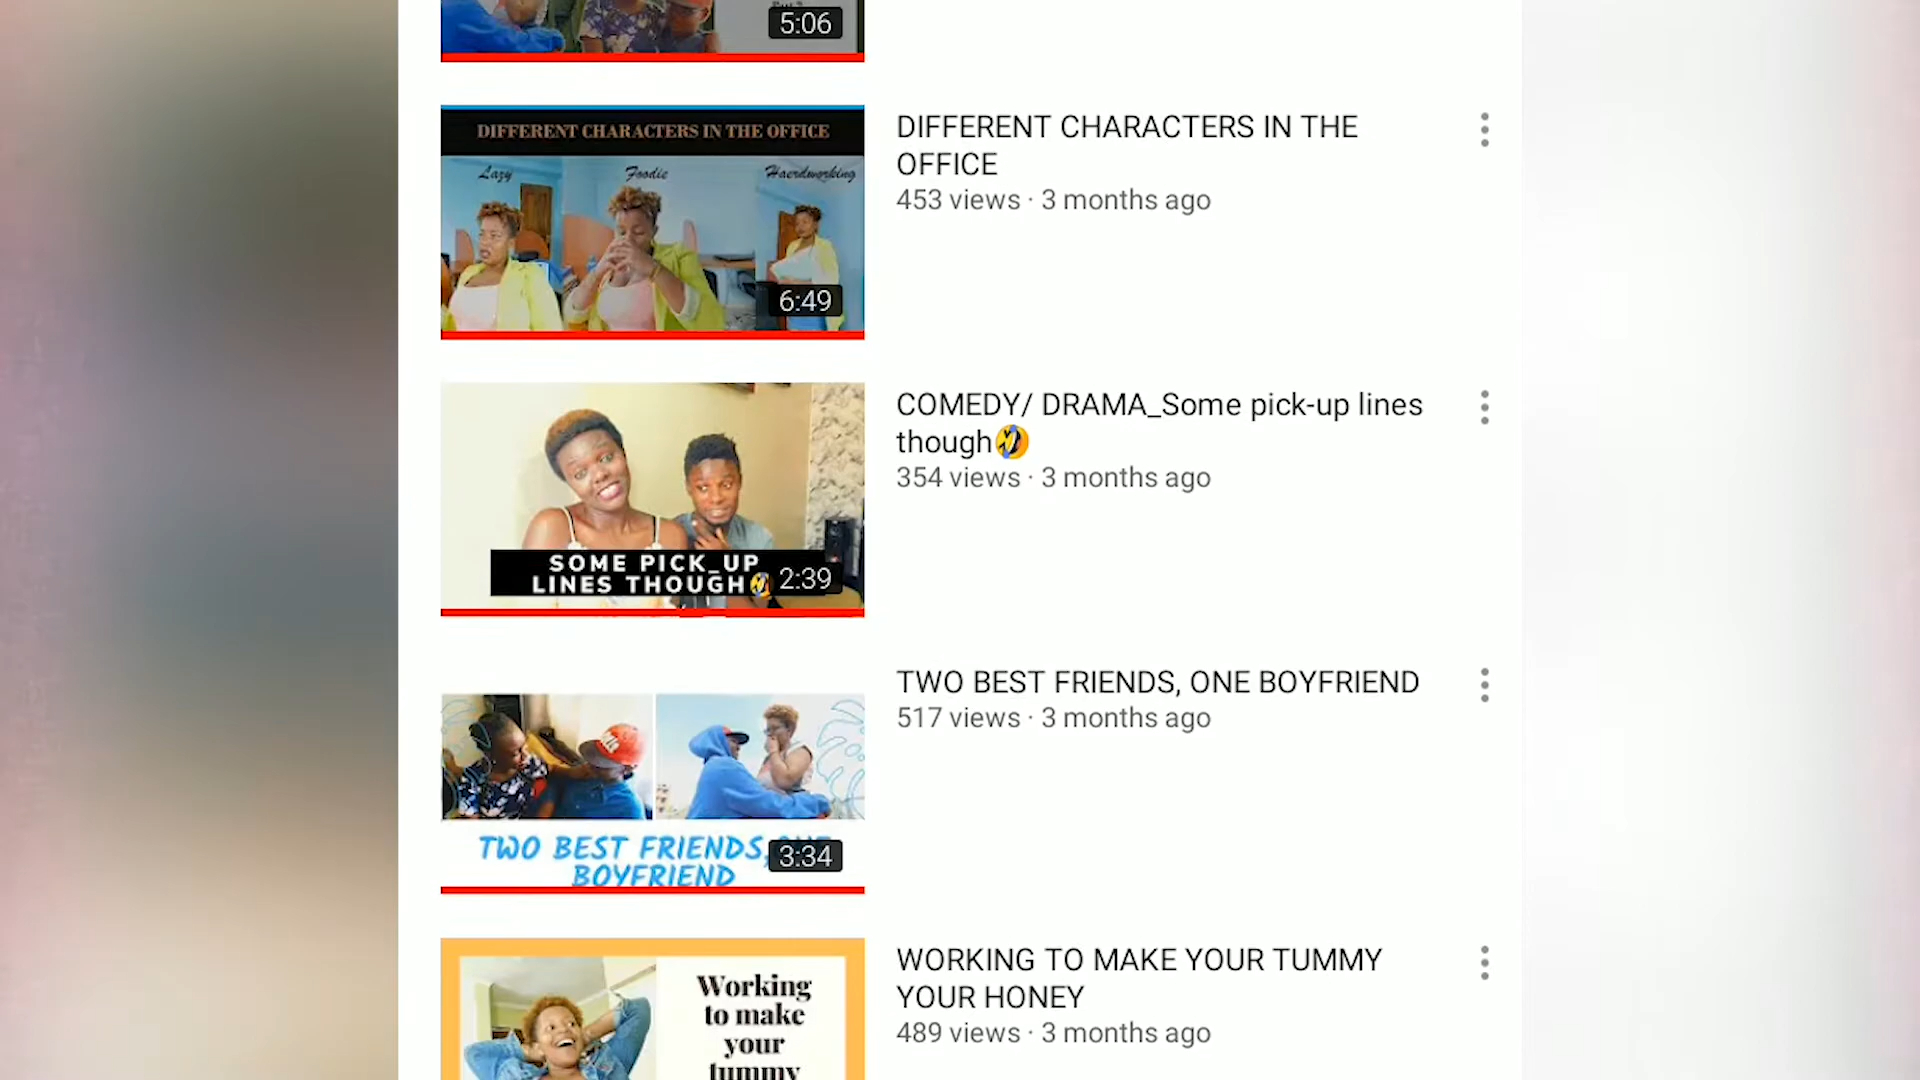 5:06
DIFFERENT CHARACTERS IN THE OFFICE
Lazy
Foodie
Haerdworking
6:49
DIFFERENT CHARACTERS IN THE
OFFICE
453 views · 3 months ago
SOME PICK_UP
LINES THOUGH🤣
2:39
COMEDY/ DRAMA_Some pick-up lines
though🤣
354 views · 3 months ago
TWO BEST FRIENDS,
BOYFRIEND
3:34
TWO BEST FRIENDS, ONE BOYFRIEND
517 views · 3 months ago
Working
to make
your
tummy
WORKING TO MAKE YOUR TUMMY
YOUR HONEY
489 views · 3 months ago